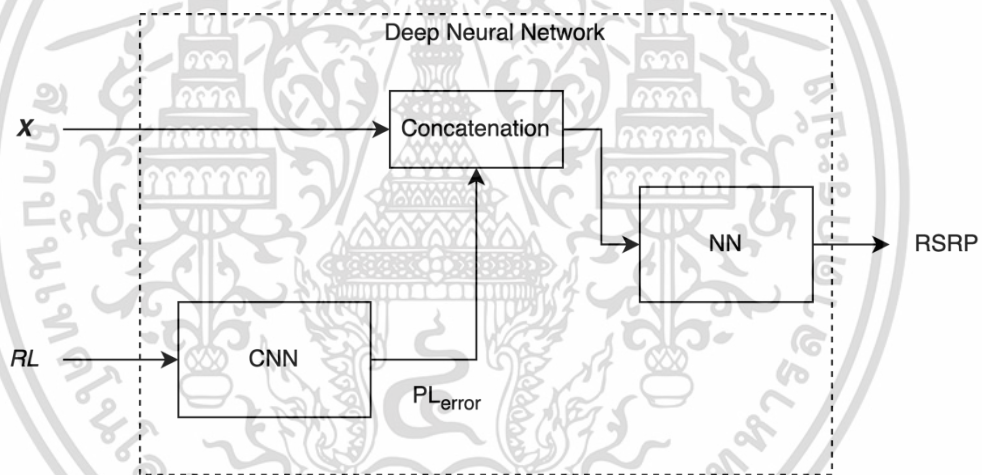 Deep Neural Network
X
Concatenation
NN
RSRP
RL
CNN
PLerror